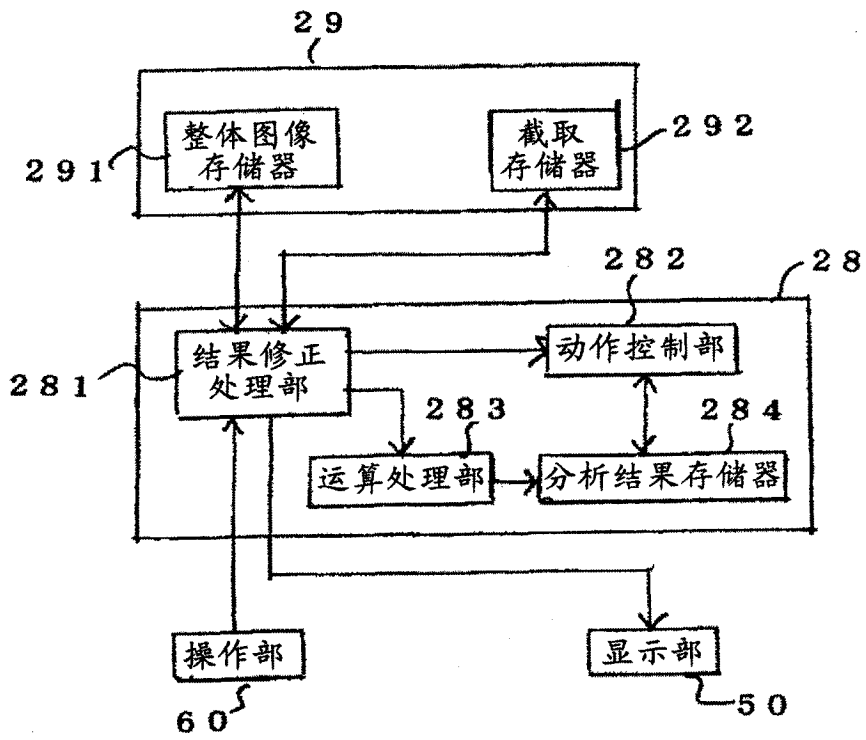 29
整体图像
存储器
291
截取
存储器
292
282
28
结果修正
处理部
281
动作控制部
283
284
运算处理部
分析结果存储器
操作部
60
显示部
50